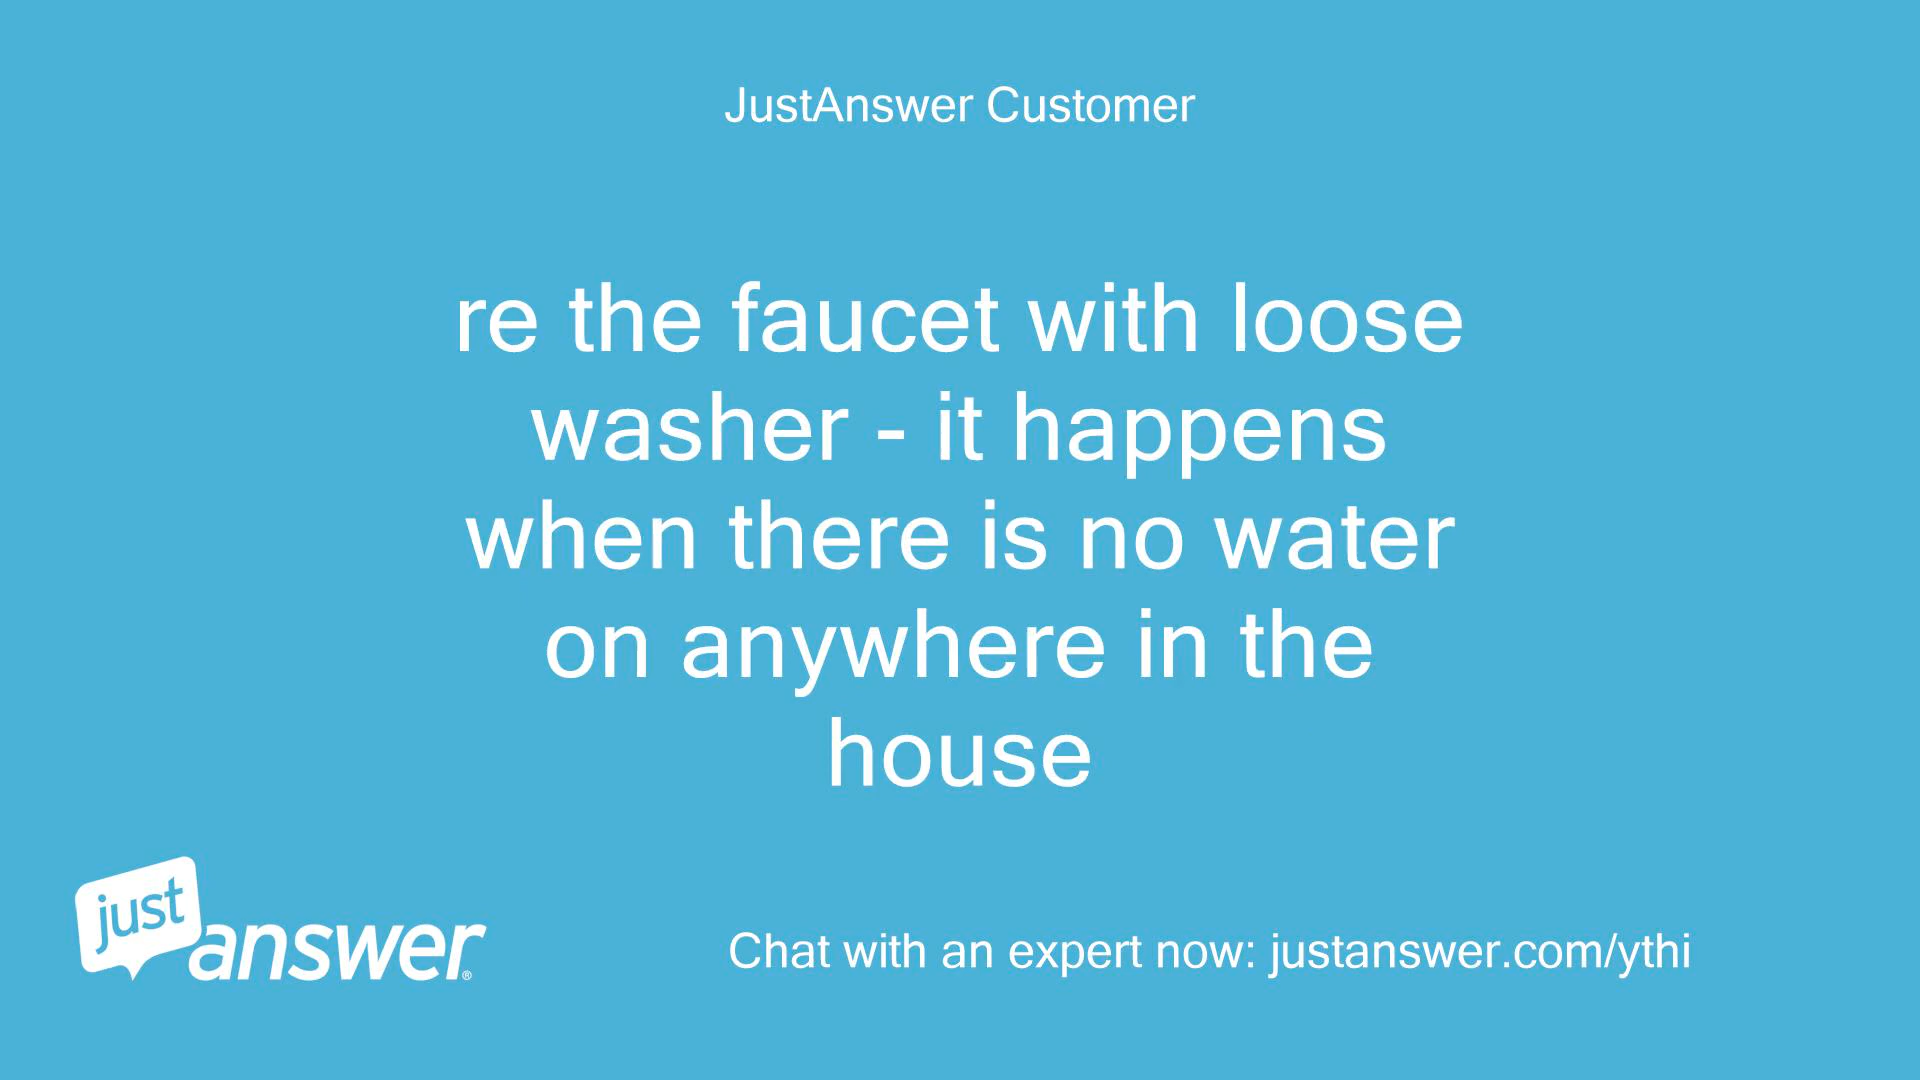 JustAnswer Customer
re the faucet with loose
washer - it happens
when there is no water
on anywhere in the
house
just
answer®
Chat with an expert now: justanswer.com/ythi